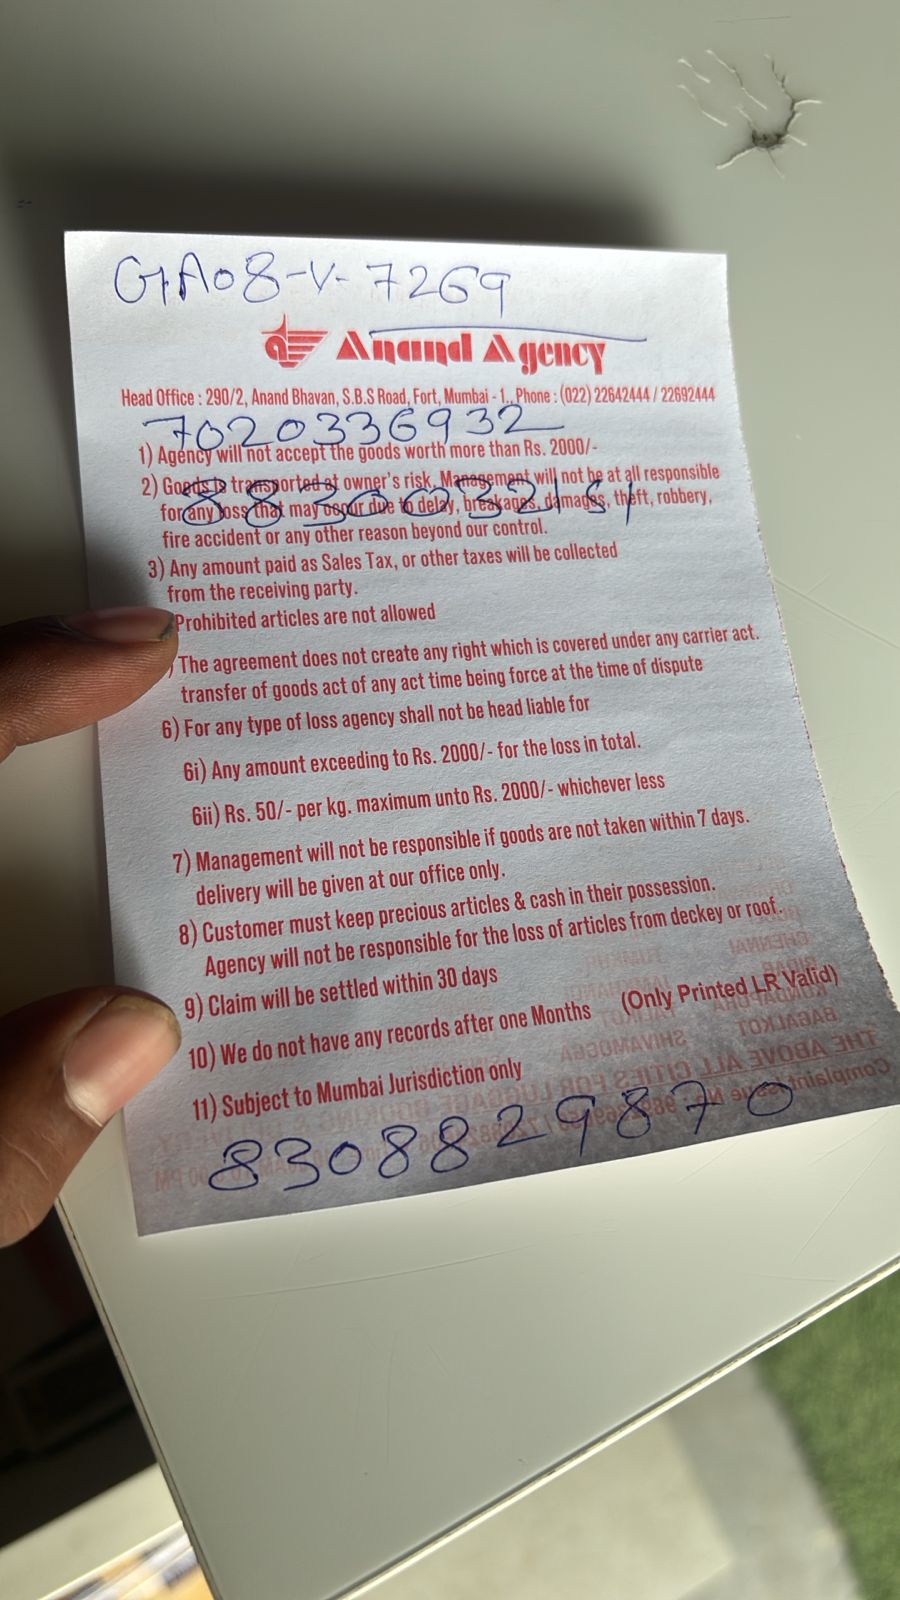 GA08-V-7269
Anand Agency
Head Office : 290/2, Anand Bhavan, S.B.S Road, Fort, Mumbai - 1., Phone : (022) 22642444 / 22692444
7020336932
1) Agency will not accept the goods worth more than Rs. 2000/-
2) Goods is transported at owner's risk. Management will not be at all responsible
8830032151
for any loss that may occur due to delay, breakages, damages, theft, robbery,
fire accident or any other reason beyond our control.
3) Any amount paid as Sales Tax, or other taxes will be collected
from the receiving party.
Prohibited articles are not allowed
) The agreement does not create any right which is covered under any carrier act.
transfer of goods act of any act time being force at the time of dispute
6) For any type of loss agency shall not be head liable for
6i) Any amount exceeding to Rs. 2000/- for the loss in total.
6ii) Rs. 50/- per kg. maximum unto Rs. 2000/- whichever less
7) Management will not be responsible if goods are not taken within 7 days.
delivery will be given at our office only.
8) Customer must keep precious articles & cash in their possession.
Agency will not be responsible for the loss of articles from deckey or roof.
9) Claim will be settled within 30 days
10) We do not have any records after one Months (Only Printed LR Valid)
11) Subject to Mumbai Jurisdiction only
8308829870